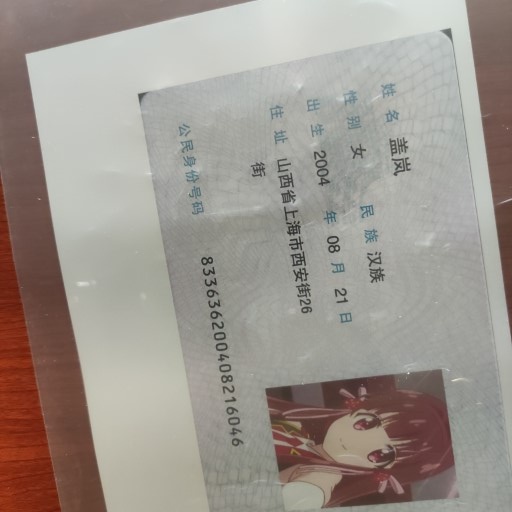 姓名 盖岚
性别 女 民族 汉族
出生 2004 年 08 月 21 日
住址 山西省上海市西安街26
街
公民身份号码 833636200408216046